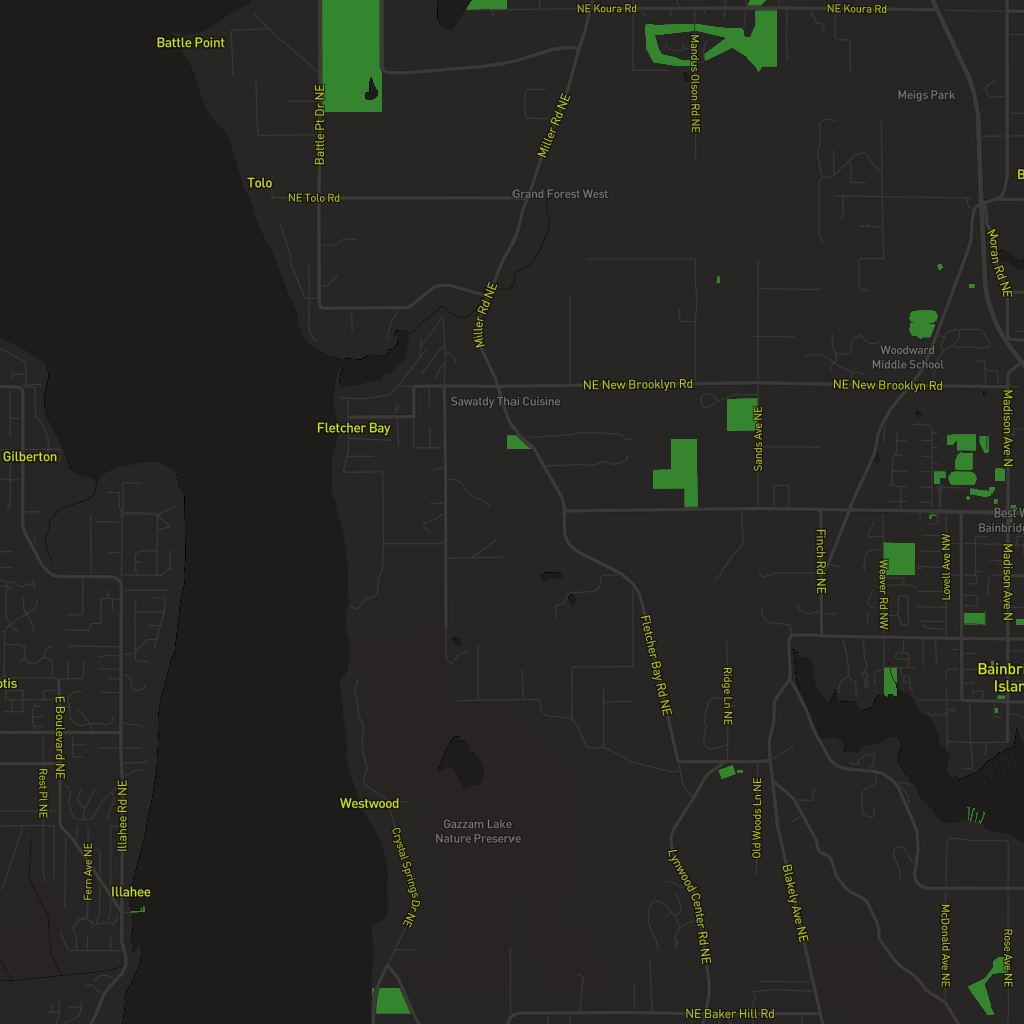 NE Koura Rd
NE Koura Rd
Battle Point
Mandus Olson Rd NE
Meigs Park
Battle Pt Dr NE
Miller Rd NE
Tolo
NE Tolo Rd
Grand Forest West
B
Moran Rd NE
Miller Rd NE
Woodward
Middle School
NE New Brooklyn Rd
NE New Brooklyn Rd
Sawatdy Thai Cuisine
Madison Ave N
Fletcher Bay
Sands Ave NE
Gilberton
Best W
Bainbridg
Finch Rd NE
Weaver Rd NW
Lovell Ave NW
Madison Ave N
Fletcher Bay Rd NE
Ridge Ln NE
Bainbri
Islan
otis
E Boulevard NE
Rest Pl NE
Illahee Rd NE
Westwood
Old Woods Ln NE
Gazzam Lake
Nature Preserve
Crystal Springs Dr NE
Fern Ave NE
Lynwood Center Rd NE
Blakely Ave NE
Illahee
McDonald Ave NE
Rose Ave NE
NE Baker Hill Rd